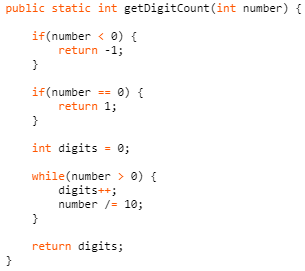 public static int getDigitCount(int number) {
if(number < 0) {
return -1;
}
if(number == 0) {
return 1;
}
int digits = 0;
while(number > 0) {
digits++;
number /= 10;
}
return digits;
}